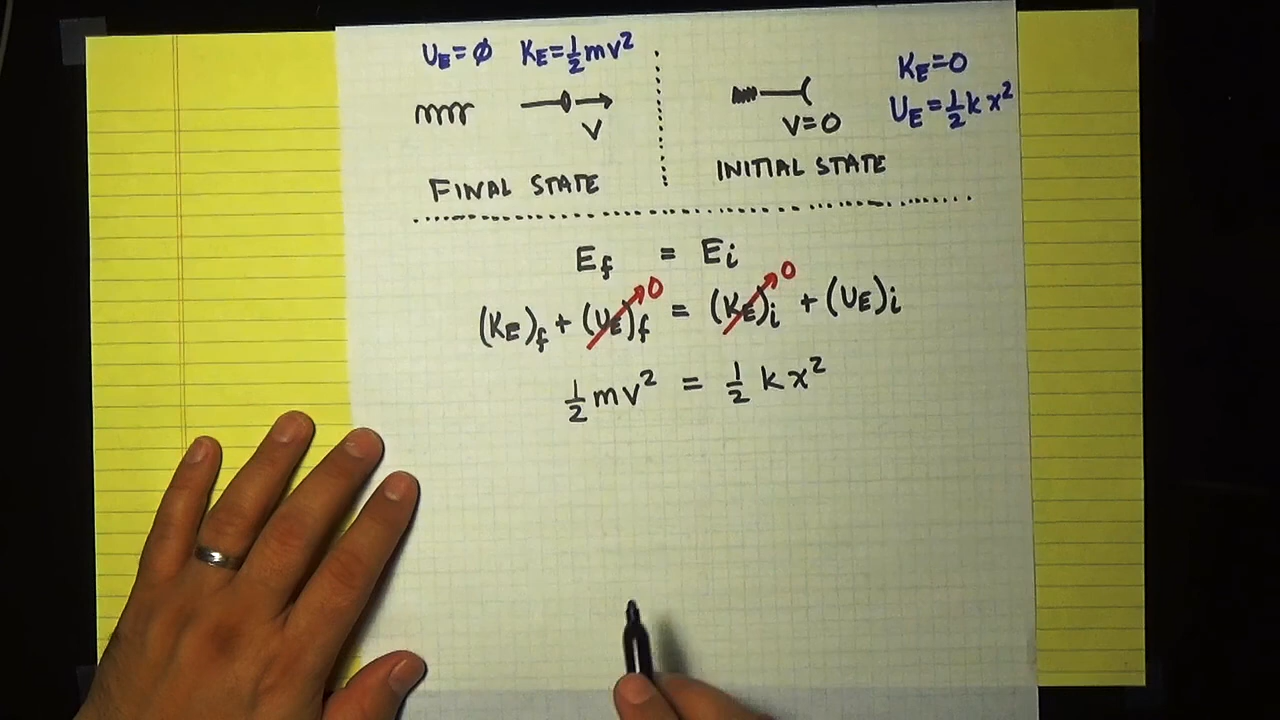 U_E = ∅ K_E = ½mv²
V
FINAL STATE
K_E = 0
U_E = ½kx²
V = 0
INITIAL STATE
E_f = E_i
(K_E)_f + (U_E)_f 0 = (K_E)_i 0 + (U_E)_i
½mv² = ½kx²